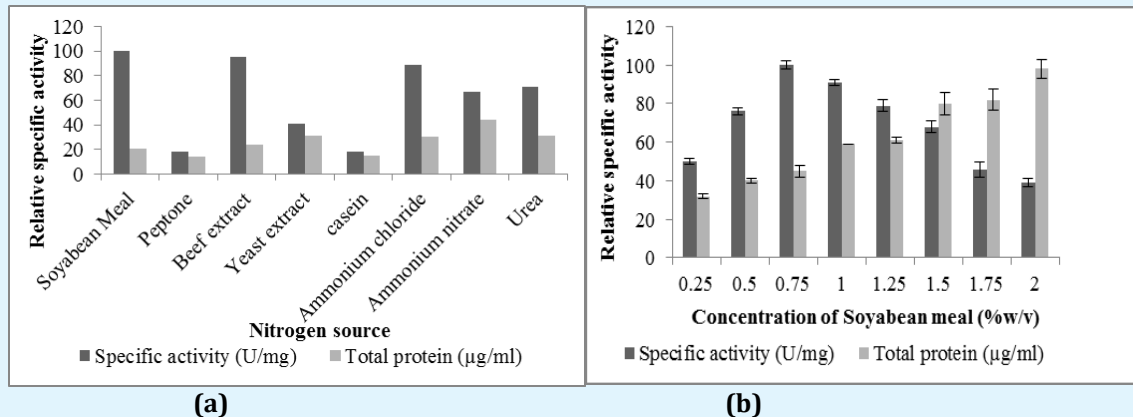 120
100
80
60
40
20
0
Relative specific activity
Soyabean Meal
Peptone
Beef extract
Yeast extract
casein
Ammonium chloride
Ammonium nitrate
Urea
Nitrogen source
Specific activity (U/mg) Total protein (µg/ml)
(a)
120
100
80
60
40
20
0
Relative specific activity
0.25 0.5 0.75 1 1.25 1.5 1.75 2
Concentration of Soyabean meal (%w/v)
Specific activity (U/mg) Total protein (µg/ml)
(b)